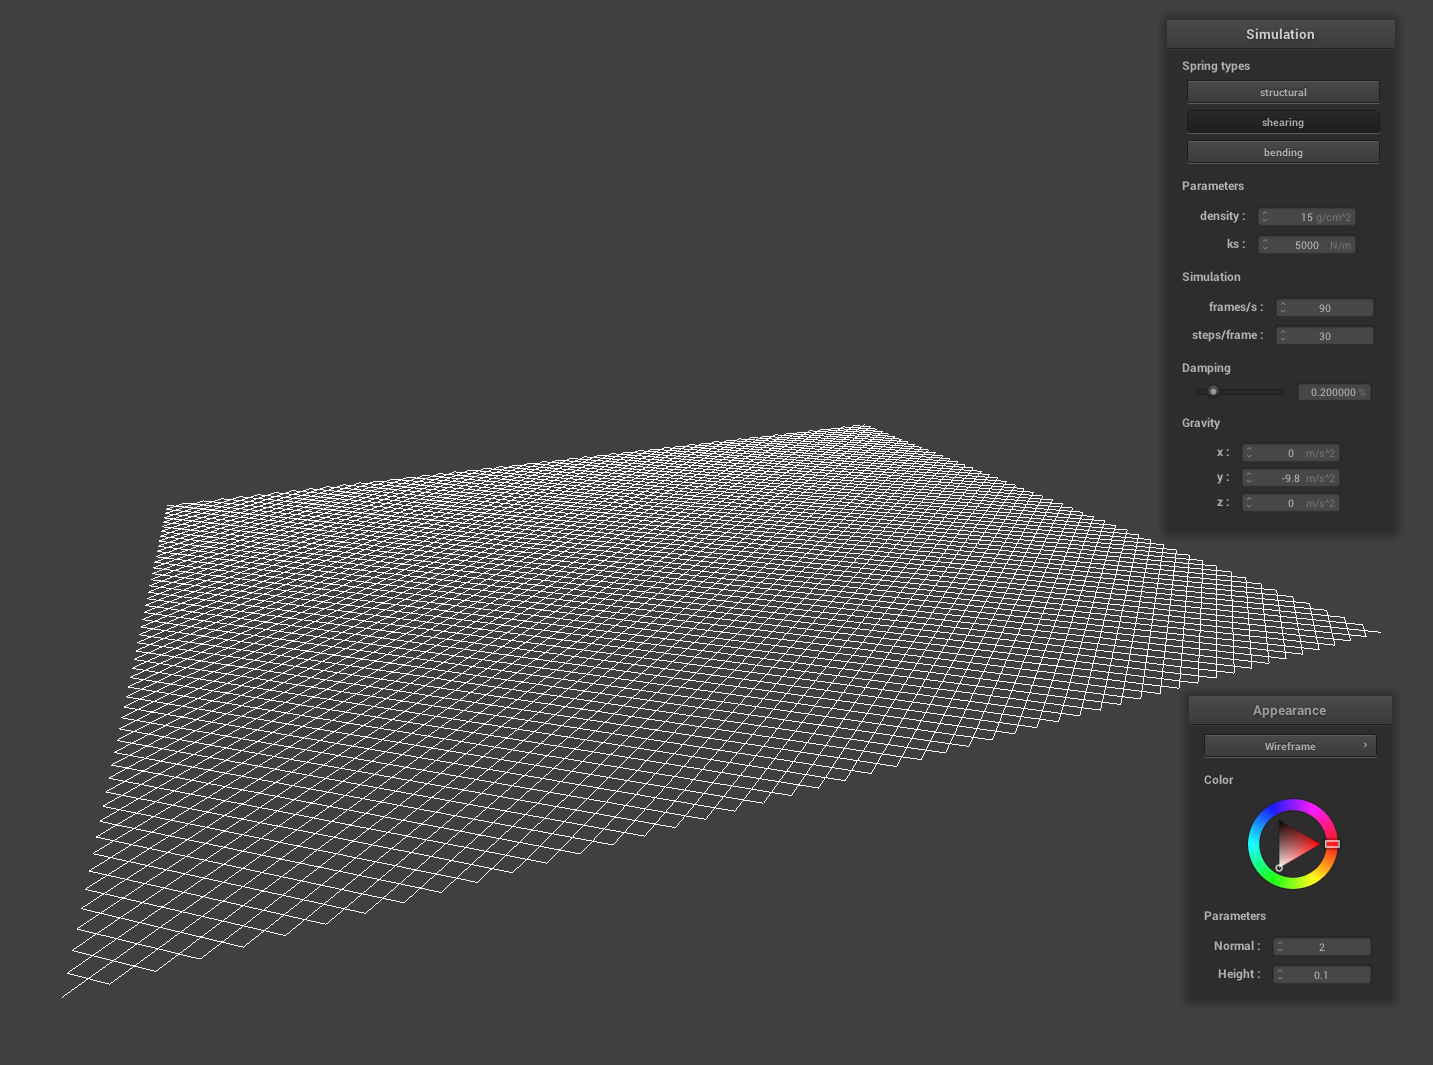 Simulation
Spring types
structural
shearing
bending
Parameters
density : 15 g/cm^2
ks : 5000 N/m
Simulation
frames/s : 90
steps/frame : 30
Damping
0.200000 %
Gravity
x : 0 m/s^2
y : -9.8 m/s^2
z : 0 m/s^2
Appearance
Wireframe ›
Color
Parameters
Normal : 2
Height : 0.1